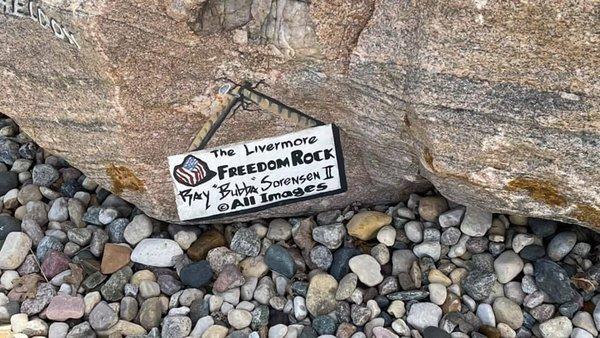 The Livermore
FREEDOM ROCK
RAY "Bubba" Sorensen II
© All Images